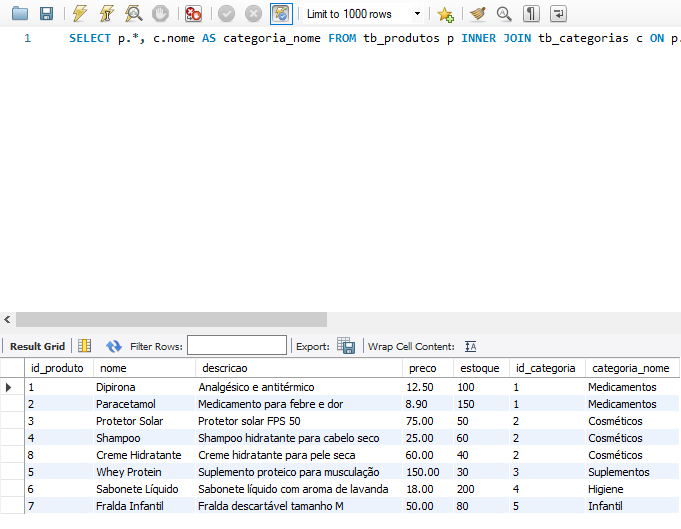 Limit to 1000 rows
1 SELECT p.*, c.nome AS categoria_nome FROM tb_produtos p INNER JOIN tb_categorias c ON p.
Result Grid Filter Rows: Export: Wrap Cell Content:
id_produto nome descricao preco estoque id_categoria categoria_nome
1 Dipirona Analgésico e antitérmico 12.50 100 1 Medicamentos
2 Paracetamol Medicamento para febre e dor 8.90 150 1 Medicamentos
3 Protetor Solar Protetor solar FPS 50 75.00 50 2 Cosméticos
4 Shampoo Shampoo hidratante para cabelo seco 25.00 60 2 Cosméticos
8 Creme Hidratante Creme hidratante para pele seca 60.00 40 2 Cosméticos
5 Whey Protein Suplemento proteico para musculação 150.00 30 3 Suplementos
6 Sabonete Líquido Sabonete líquido com aroma de lavanda 18.00 200 4 Higiene
7 Fralda Infantil Fralda descartável tamanho M 50.00 80 5 Infantil